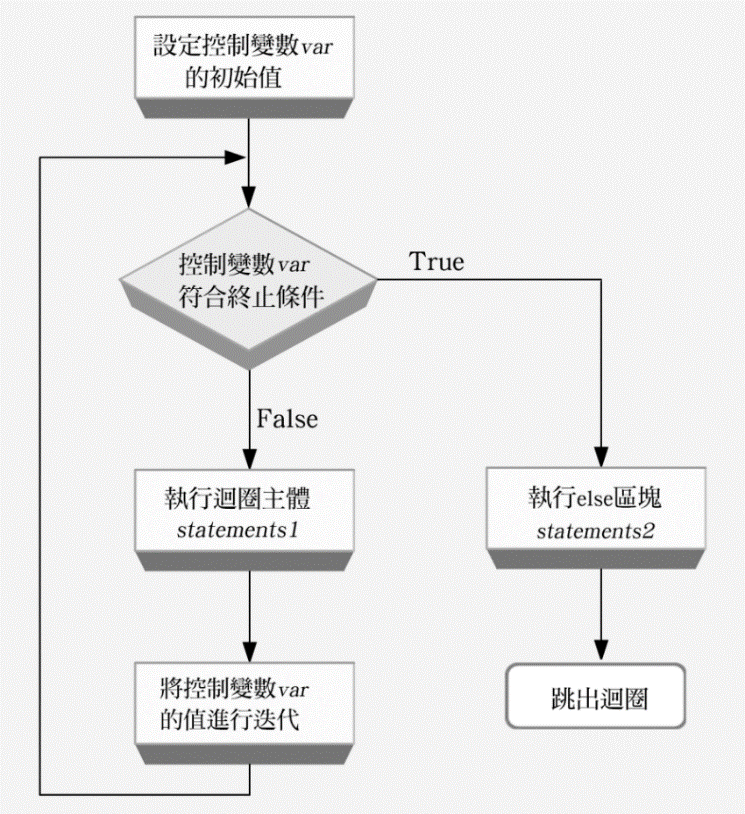 設定控制變數var
的初始值
控制變數var
符合終止條件
True
False
執行迴圈主體
statements1
執行else區塊
statements2
將控制變數var
的值進行迭代
跳出迴圈